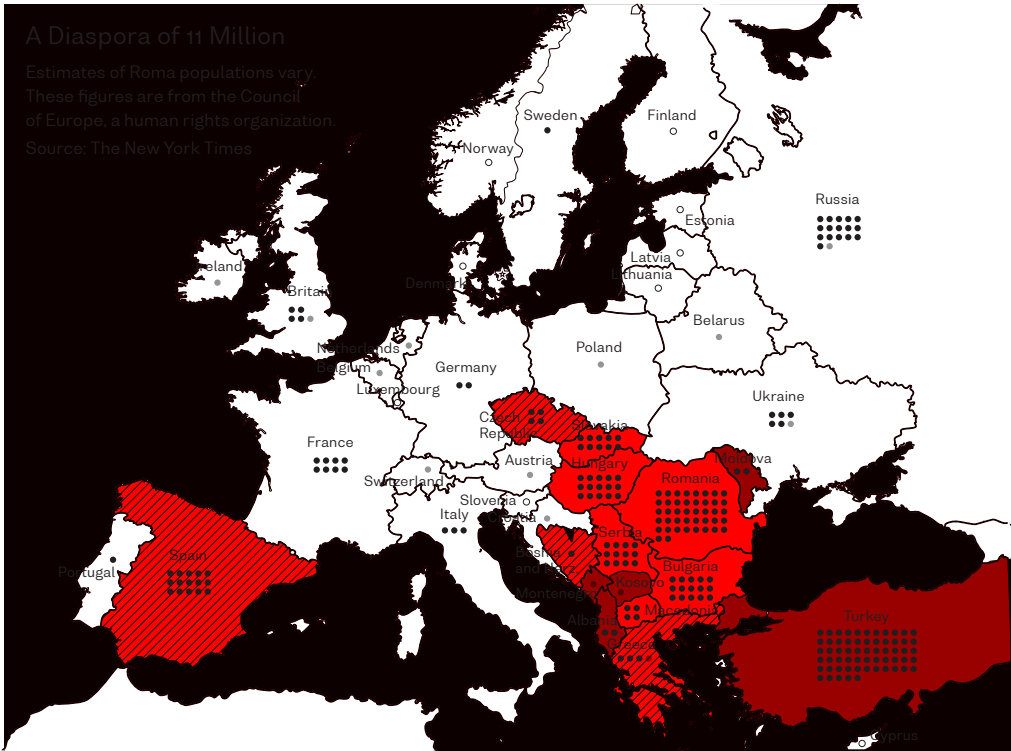 A Diaspora of 11 Million
Estimates of Roma populations vary.
These figures are from the Council
of Europe, a human rights organization.
Source: The New York Times
Sweden
Finland
Norway
Russia
Estonia
Latvia
Lithuania
Ireland
Denmark
Britain
Belarus
Netherlands
Belgium
Poland
Germany
Luxembourg
Ukraine
Czech
Republic
Slovakia
France
Austria
Hungary
Moldova
Switzerland
Romania
Slovenia
Italy
Croatia
Serbia
Bosnia
and Herz.
Spain
Portugal
Bulgaria
Kosovo
Montenegro
Macedonia
Albania
Turkey
Greece
Cyprus